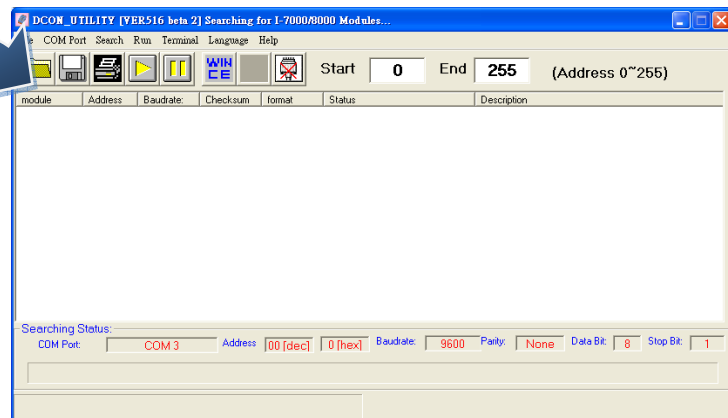 DCON_UTILITY [VER516 beta 2] Searching for I-7000/8000 Modules...
COM Port Search Run Terminal Language Help
WIN CE Start 0 End 255 (Address 0~255)
module Address Baudrate: Checksum format Status Description
Searching Status:
COM Port: COM 3 Address 00 [dec] 0 [hex] Baudrate: 9600 Parity: None Data Bit: 8 Stop Bit: 1